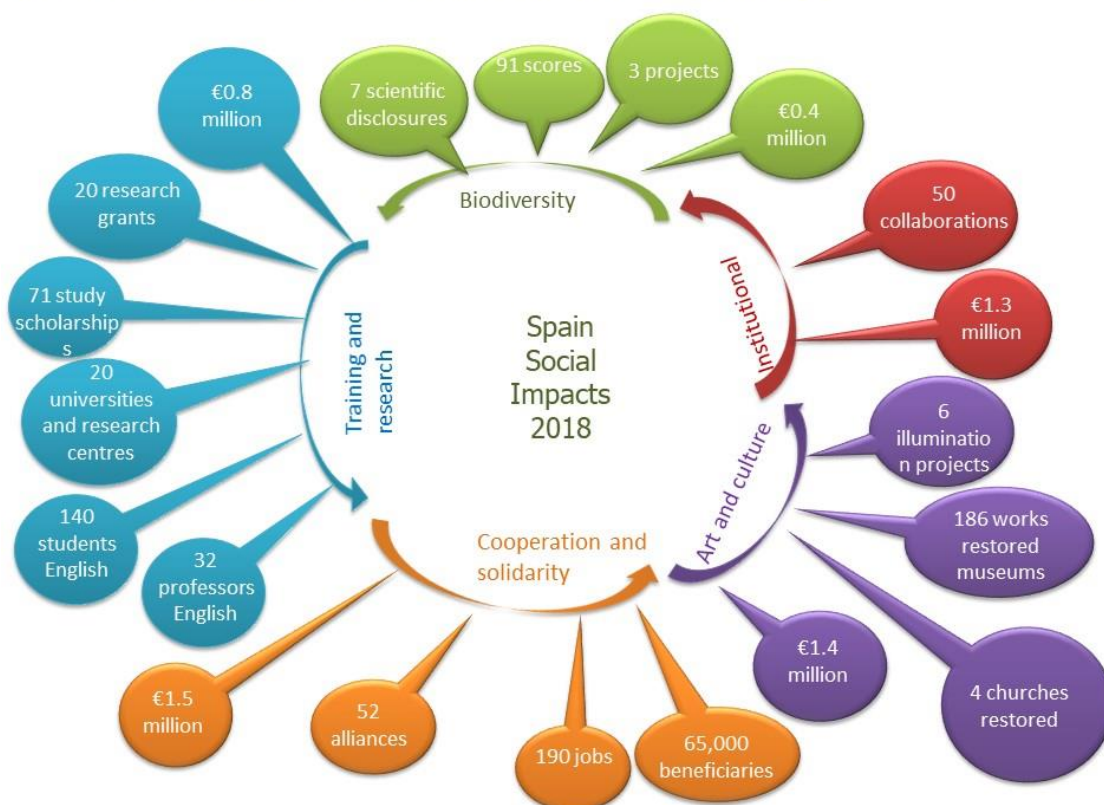 Spain
Social
Impacts
2018
Biodiversity
7 scientific
disclosures
91 scores
3 projects
€0.4
million
Institutional
50
collaborations
€1.3
million
Art and culture
6
illuminatio
n projects
186 works
restored
museums
4 churches
restored
€1.4
million
Cooperation and
solidarity
65,000
beneficiaries
190 jobs
52
alliances
€1.5
million
Training and
research
32
professors
English
140
students
English
20
universities
and research
centres
71 study
scholarship
s
20 research
grants
€0.8
million